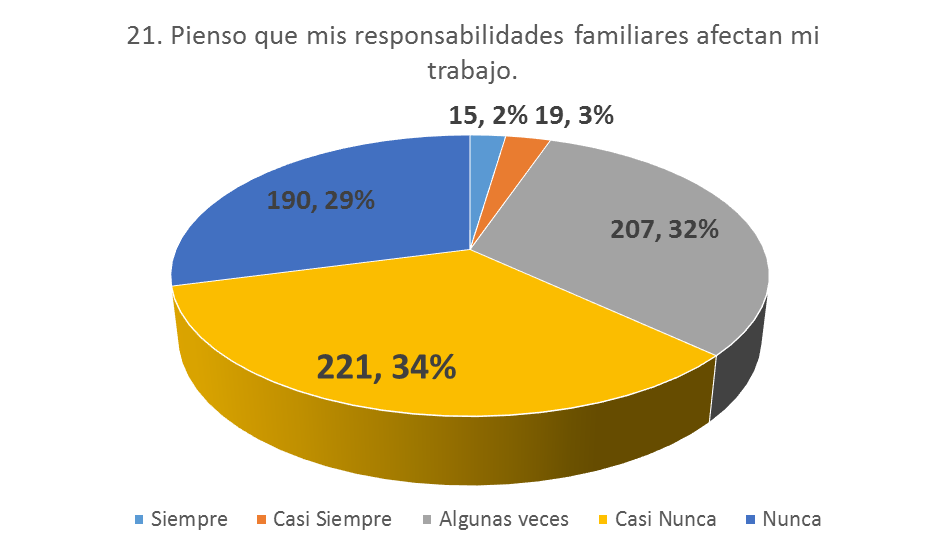 21. Pienso que mis responsabilidades familiares afectan mi
trabajo.
15, 2% 19, 3%
190, 29%
207, 32%
221, 34%
Siempre Casi Siempre Algunas veces Casi Nunca Nunca